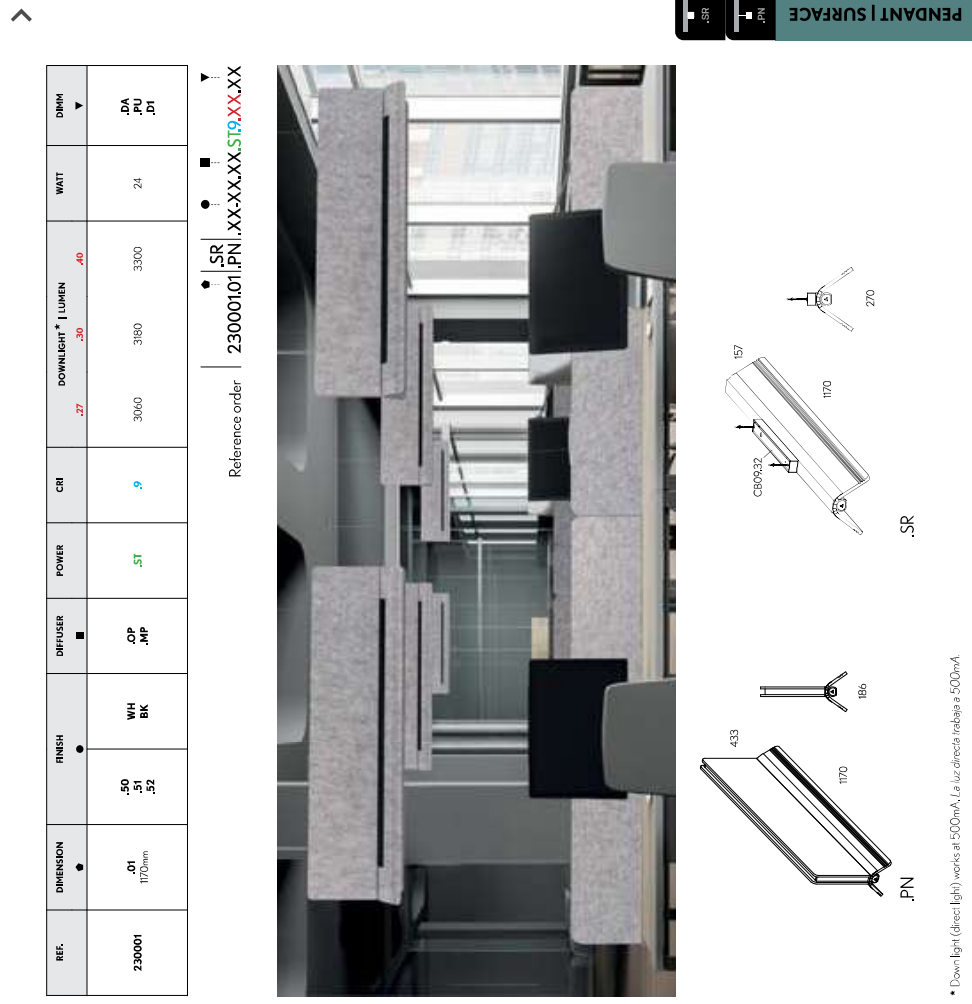 PENDANT | SURFACE
.PN
.SR
REF. DIMENSION FINISH DIFFUSER POWER CRI DOWNLIGHT* | LUMEN WATT DIMM
.27 .30 .40
230001 .01 1170mm .50 .51 .52 WH BK .OP .MP .ST .9 3060 3180 3300 24 .DA .PU .D1
.SR
Reference order 230001.01 .PN .XX-XX.XX.ST.9.XX.XX
433
1170
186
.PN
157
1170
CB09.32
270
.SR
* Down light (direct light) works at 500mA. La luz directa trabaja a 500mA.